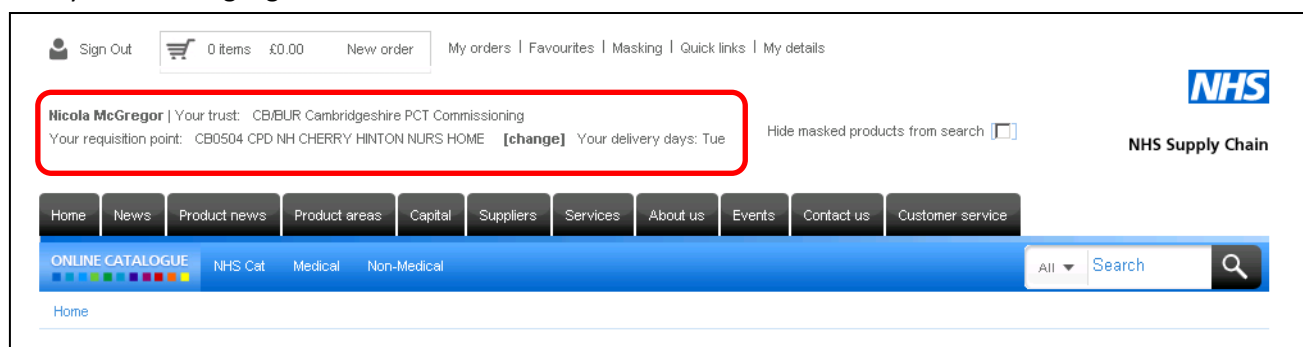 Sign Out 0 items £0.00 New order My orders | Favourites | Masking | Quick links | My details
NHS
Nicola McGregor | Your trust: CB/BUR Cambridgeshire PCT Commissioning
Your requisition point: CB0504 CPD NH CHERRY HINTON NURS HOME [change] Your delivery days: Tue
Hide masked products from search
NHS Supply Chain
Home News Product news Product areas Capital Suppliers Services About us Events Contact us Customer service
ONLINE CATALOGUE NHS Cat Medical Non-Medical All Search
Home